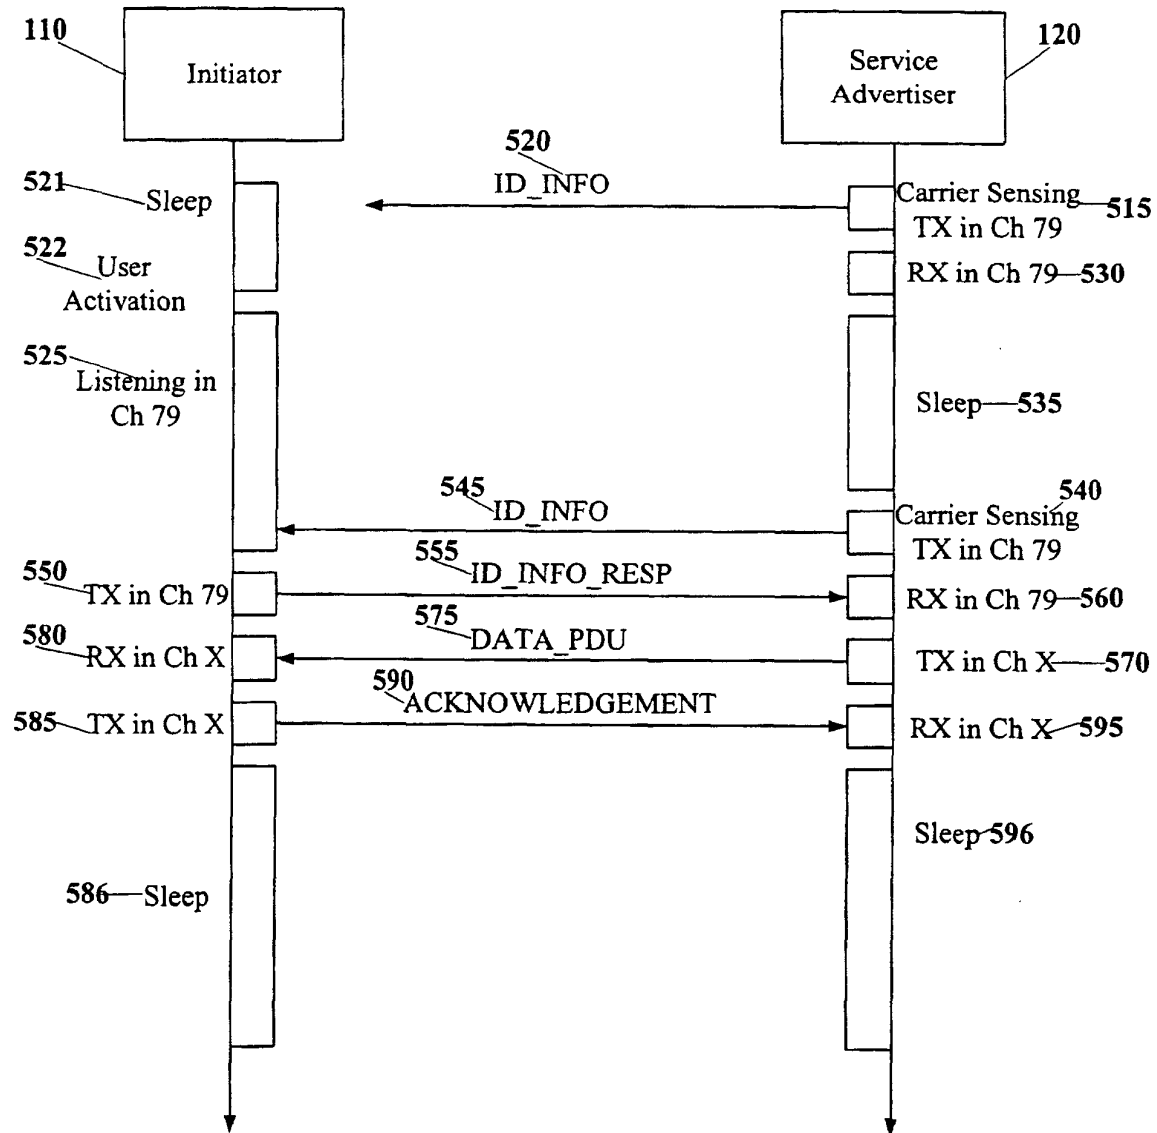 110
Initiator
Service
Advertiser
120
520
ID_INFO
521
Sleep
Carrier Sensing
TX in Ch 79
515
522
User
Activation
RX in Ch 79
530
525
Listening in
Ch 79
Sleep
535
545
ID_INFO
540
Carrier Sensing
TX in Ch 79
550
TX in Ch 79
555
ID_INFO_RESP
RX in Ch 79
560
580
RX in Ch X
575
DATA_PDU
TX in Ch X
570
585
TX in Ch X
590
ACKNOWLEDGEMENT
RX in Ch X
595
Sleep
596
586
Sleep